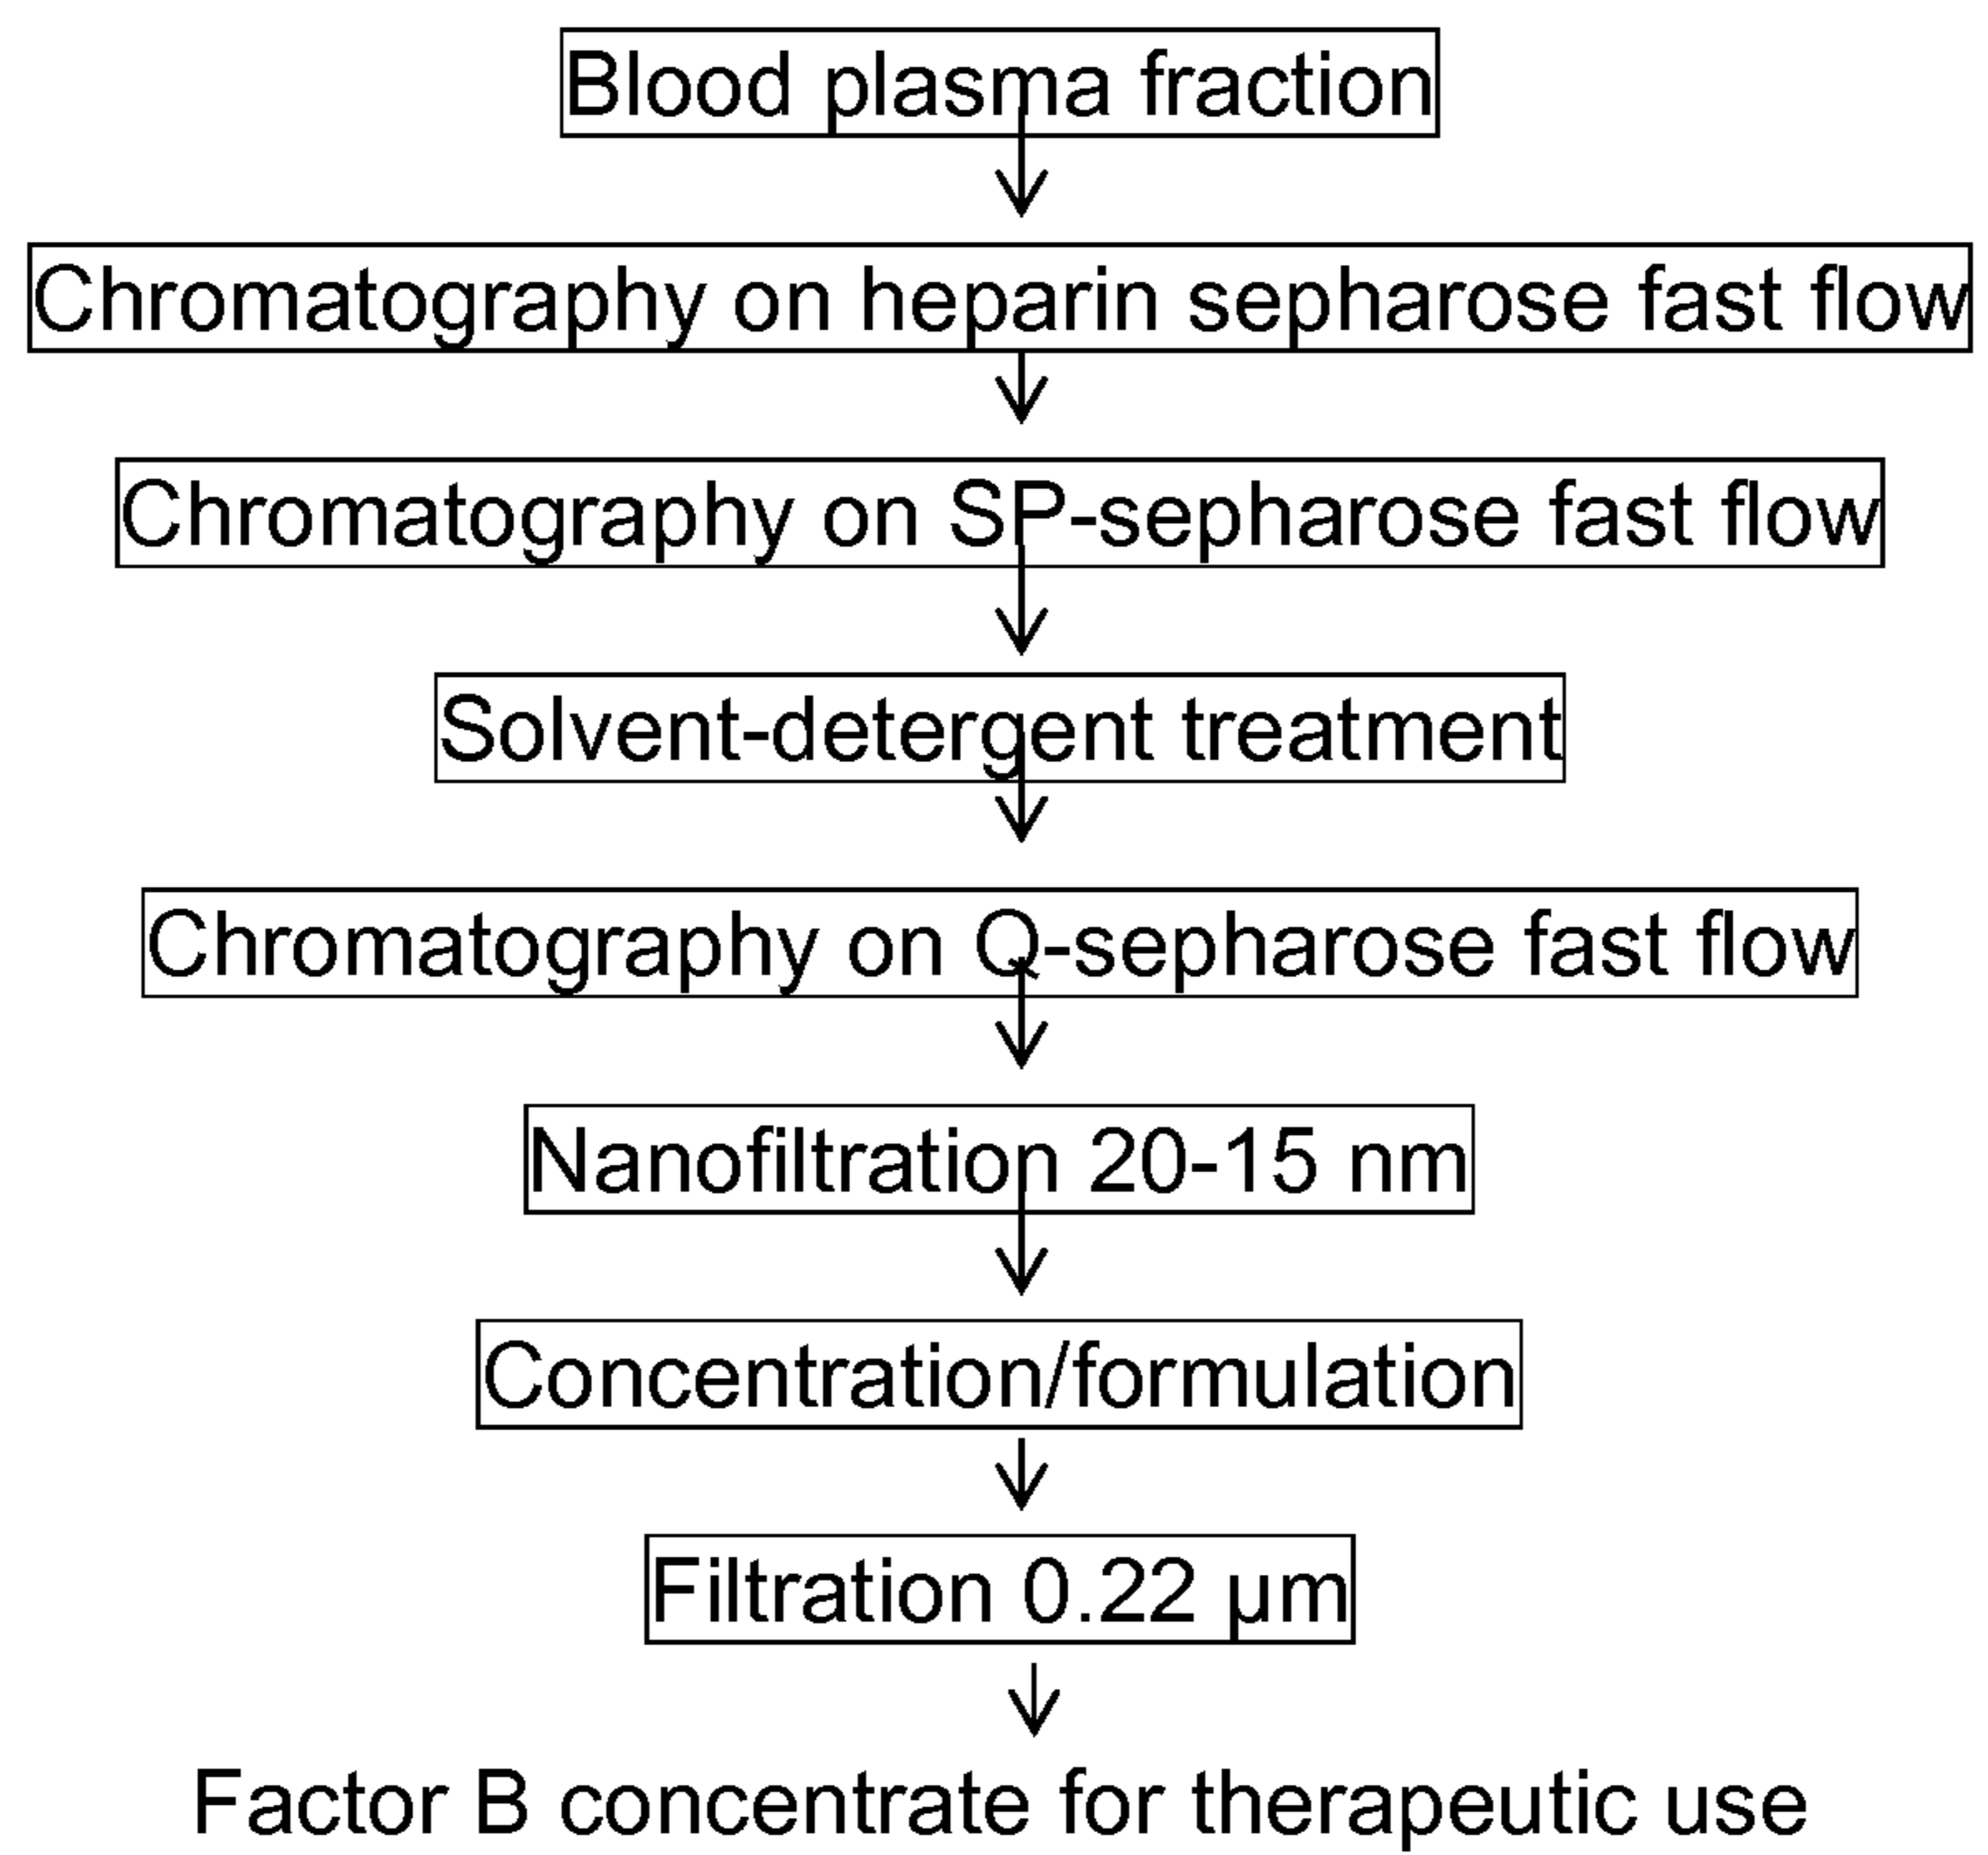 Blood plasma fraction
Chromatography on heparin sepharose fast flow
Chromatography on SP-sepharose fast flow
Solvent-detergent treatment
Chromatography on Q-sepharose fast flow
Nanofiltration 20-15 nm
Concentration/formulation
Filtration 0.22 µm
Factor B concentrate for therapeutic use